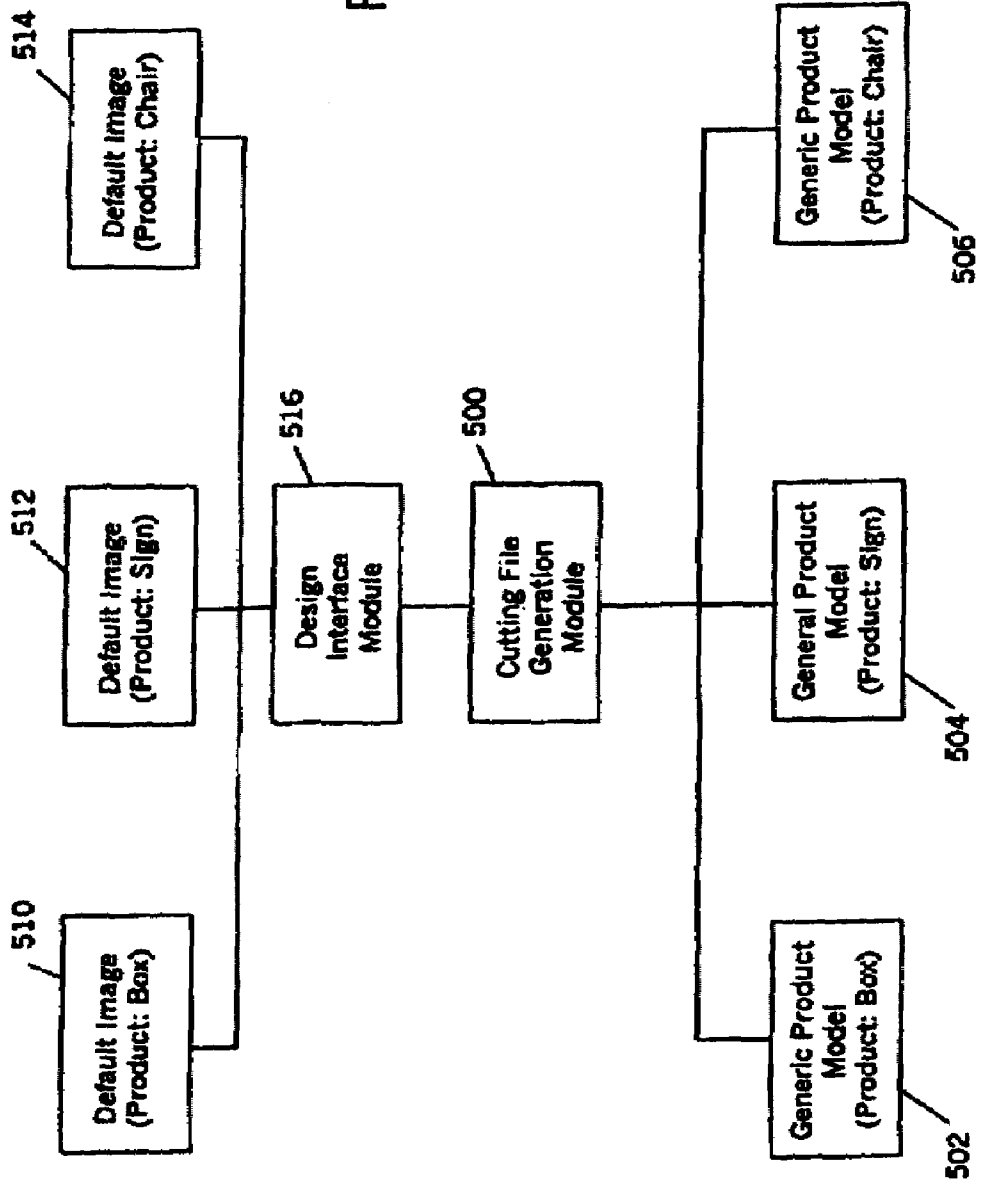 510
512
514
Default Image
(Product: Box)
Default Image
(Product: Sign)
Default Image
(Product: Chair)
516
Design
Interface
Module
500
Cutting File
Generation
Module
Generic Product
Model
(Product: Box)
General Product
Model
(Product: Sign)
Generic Product
Model
(Product: Chair)
502
504
506